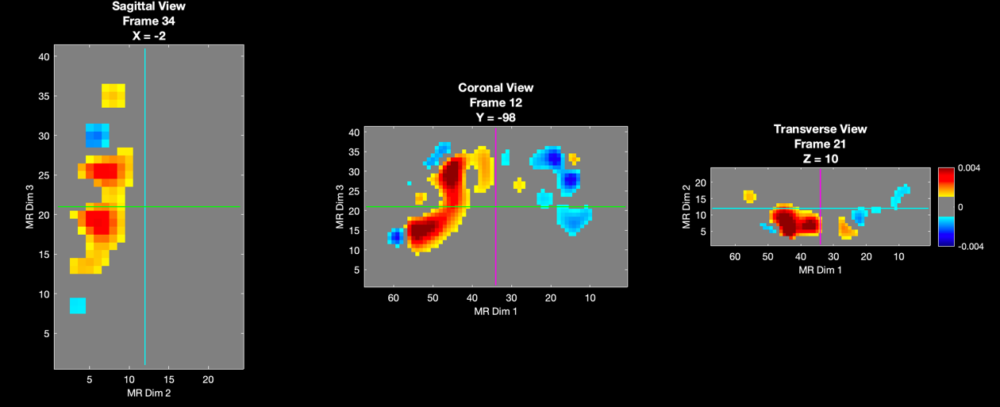 Sagittal View
Frame 34
X = -2
40
35
30
25
20
15
10
5
MR Dim 3
5 10 15 20
MR Dim 2
Coronal View
Frame 12
Y = -98
40
35
30
25
20
15
10
5
MR Dim 3
60 50 40 30 20 10
MR Dim 1
Transverse View
Frame 21
Z = 10
20
15
10
5
MR Dim 2
60 50 40 30 20 10
MR Dim 1
0.004
0
-0.004